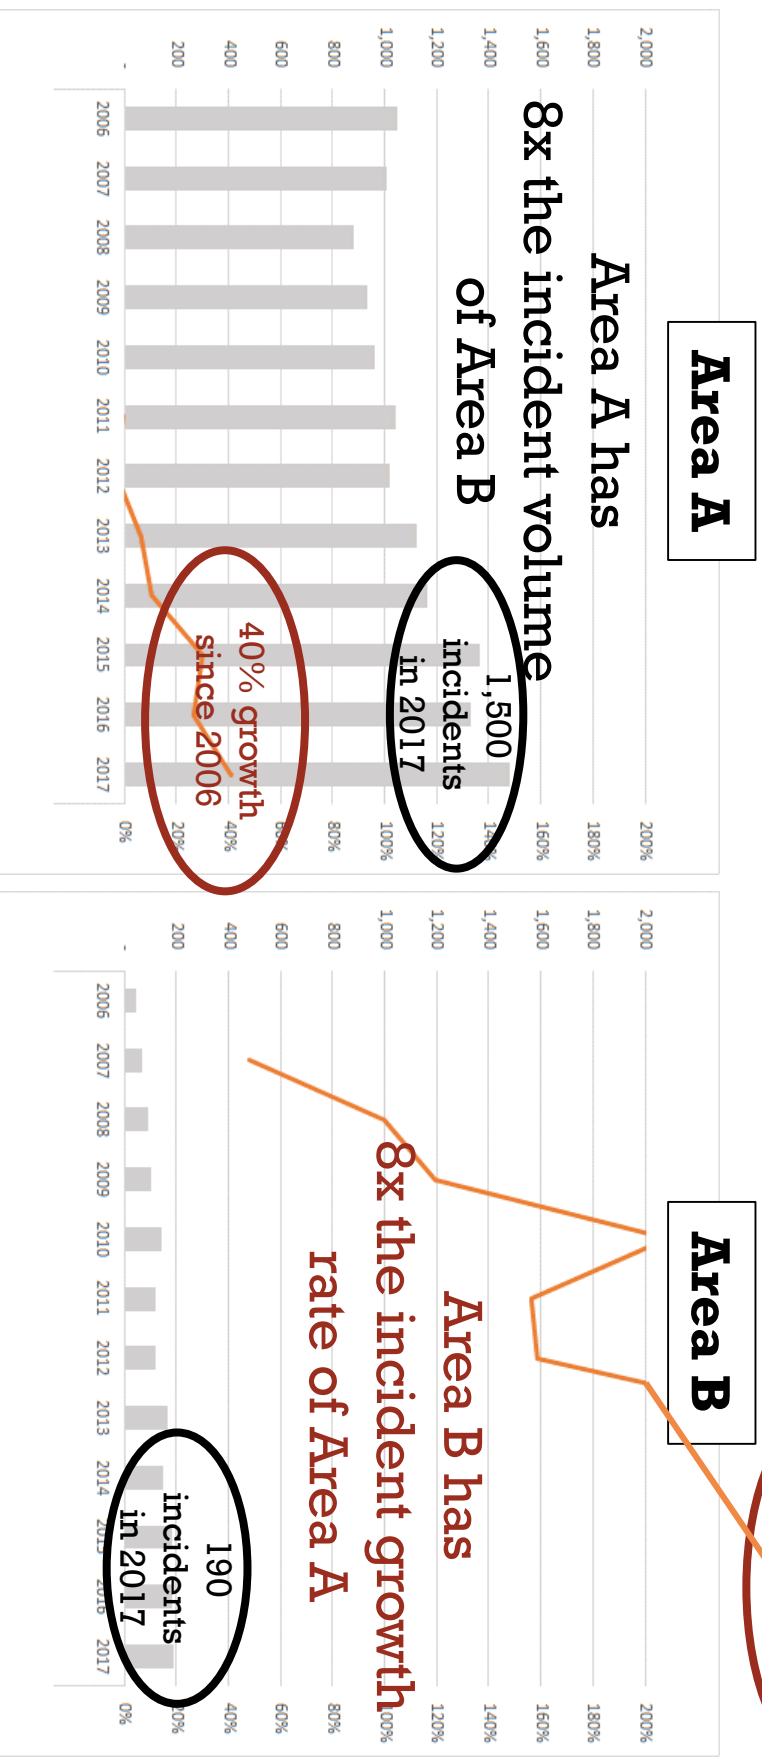 Area A
2,000
1,800
1,600
1,400
1,200
1,000
800
600
400
200
-
200%
180%
160%
140%
120%
100%
80%
60%
40%
20%
0%
Area A has
8x the incident volume
of Area B
1,500
incidents
in 2017
40% growth
since 2006
2006 2007 2008 2009 2010 2011 2012 2013 2014 2015 2016 2017
Area B
2,000
1,800
1,600
1,400
1,200
1,000
800
600
400
200
-
200%
180%
160%
140%
120%
100%
80%
60%
40%
20%
0%
Area B has
8x the incident growth
rate of Area A
190
incidents
in 2017
2006 2007 2008 2009 2010 2011 2012 2013 2014 2015 2016 2017